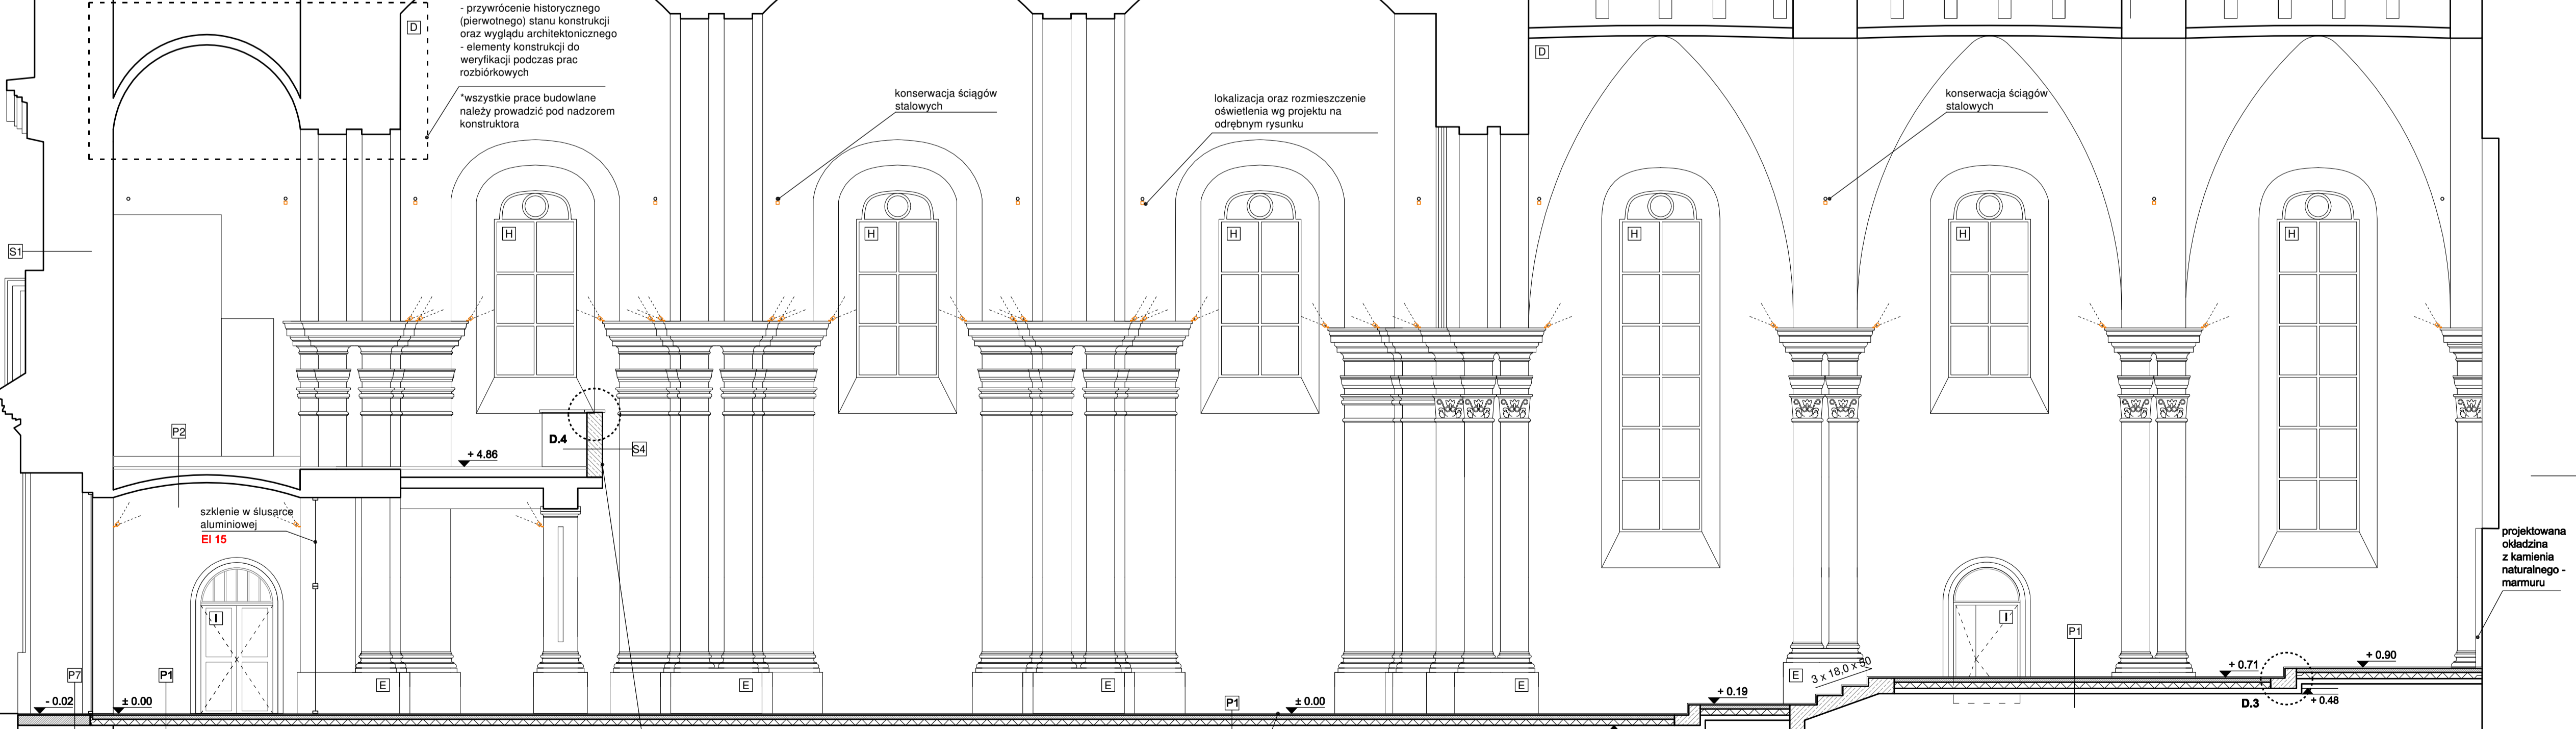 - przywrócenie historycznego
(pierwotnego) stanu konstrukcji
oraz wyglądu architektonicznego
- elementy konstrukcji do
weryfikacji podczas prac
rozbiórkowych
*wszystkie prace budowlane
należy prowadzić pod nadzorem
konstruktora
D
konserwacja ściągów
stalowych
lokalizacja oraz rozmieszczenie
oświetlenia wg projektu na
odrębnym rysunku
D
konserwacja ściągów
stalowych
S1
H
H
H
H
H
H
P2
D.4
+ 4.86
S4
szklenie w ślusarce
aluminiowej
EI 15
projektowana
okładzina
z kamienia
naturalnego -
marmuru
I
I
P1
P7
P1
E
E
E
E
E
3 x 18,0 x 50
+ 0.71
+ 0.90
- 0.02
± 0.00
P1
± 0.00
+ 0.19
D.3
+ 0.48